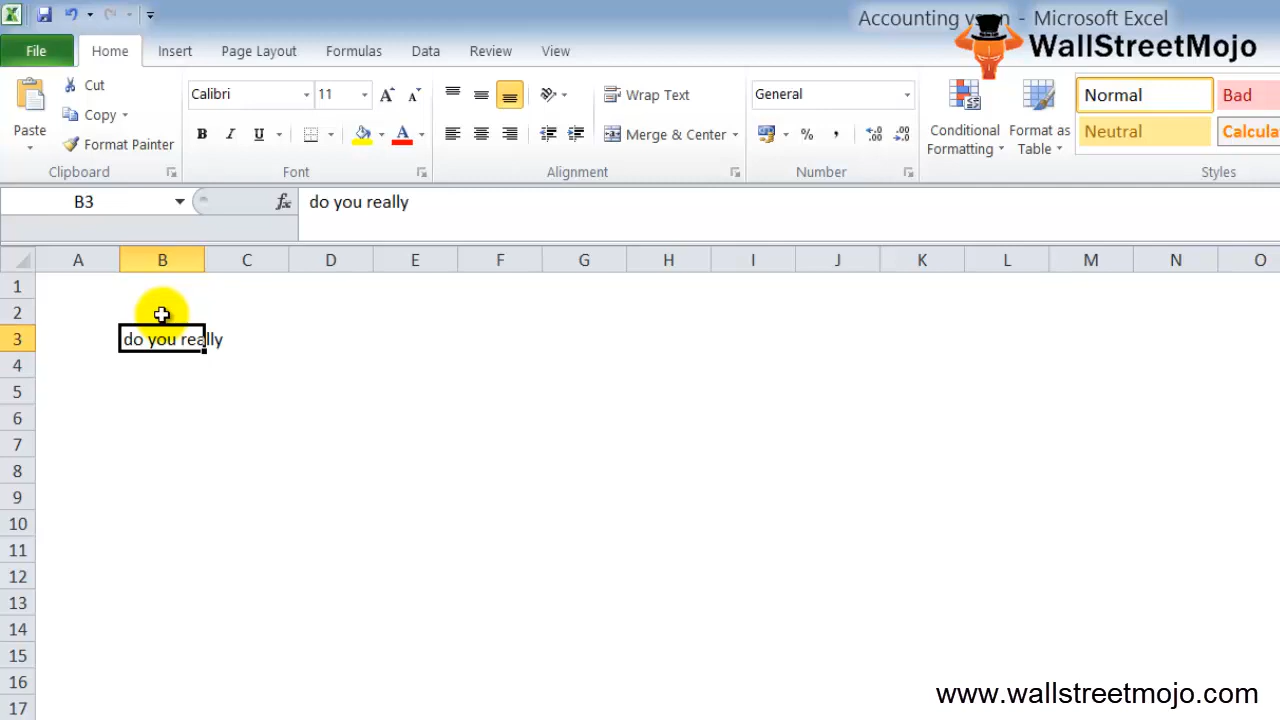 Accounting - Microsoft Excel
WallStreetMojo
File Home Insert Page Layout Formulas Data Review View
Cut
Copy
Format Painter
Paste
Calibri 11
Wrap Text
Merge & Center
General
Conditional Formatting
Format as Table
Normal Bad
Neutral Calcula
Clipboard Font Alignment Number Styles
B3 fx do you really
A B C D E F G H I J K L M N O
1
2
3 do you really
4
5
6
7
8
9
10
11
12
13
14
15
16
17
www.wallstreetmojo.com